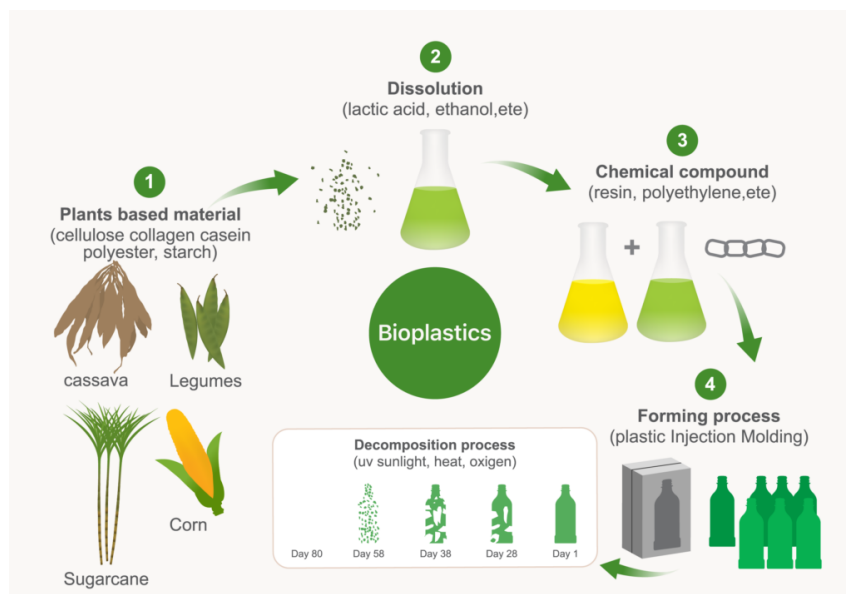 1
Plants based material
(cellulose collagen casein
polyester, starch)
cassava
Legumes
Sugarcane
Corn
2
Dissolution
(lactic acid, ethanol,ete)
3
Chemical compound
(resin, polyethylene,ete)
+
4
Forming process
(plastic Injection Molding)
Bioplastics
Decomposition process
(uv sunlight, heat, oxigen)
Day 80
Day 58
Day 38
Day 28
Day 1